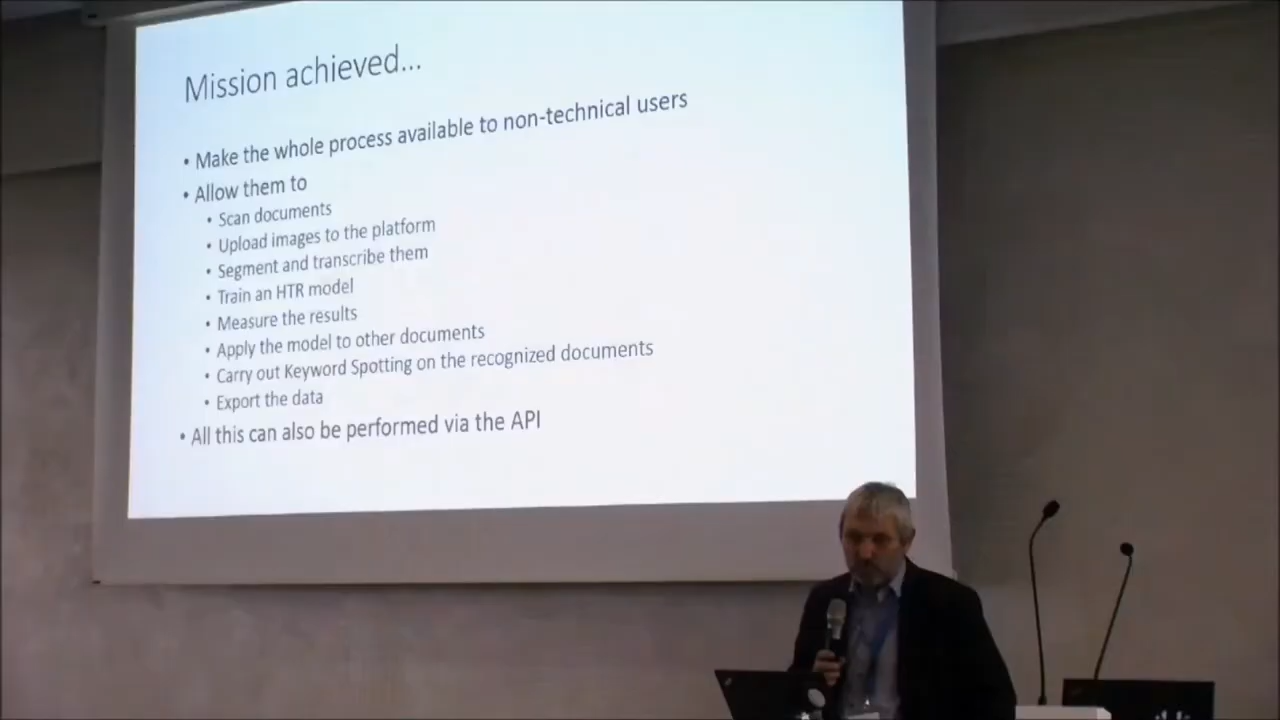 Mission achieved...
• Make the whole process available to non-technical users
• Allow them to
• Scan documents
• Upload images to the platform
• Segment and transcribe them
• Train an HTR model
• Measure the results
• Apply the model to other documents
• Carry out Keyword Spotting on the recognized documents
• Export the data
• All this can also be performed via the API